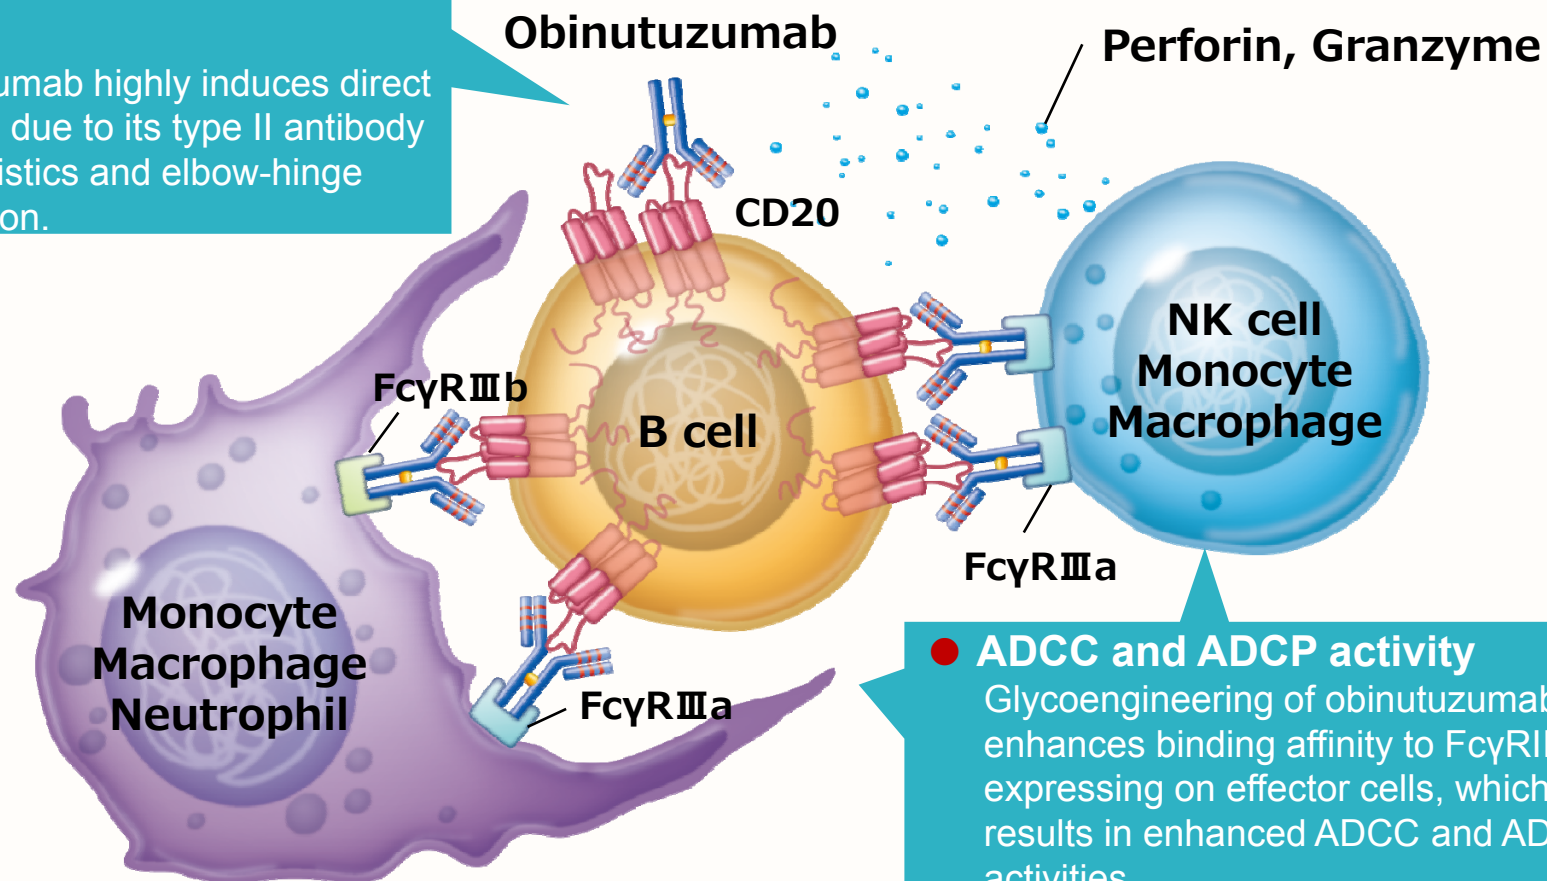 Obinutuzumab
Perforin, Granzyme
umab highly induces direct
due to its type II antibody
istics and elbow-hinge
on.
CD20
NK cell
Monocyte
Macrophage
FcγRⅢb
B cell
FcγRⅢa
Monocyte
Macrophage
Neutrophil
FcγRⅢa
● ADCC and ADCP activity
Glycoengineering of obinutuzumab
enhances binding affinity to FcγRII
expressing on effector cells, which
results in enhanced ADCC and AD
activities